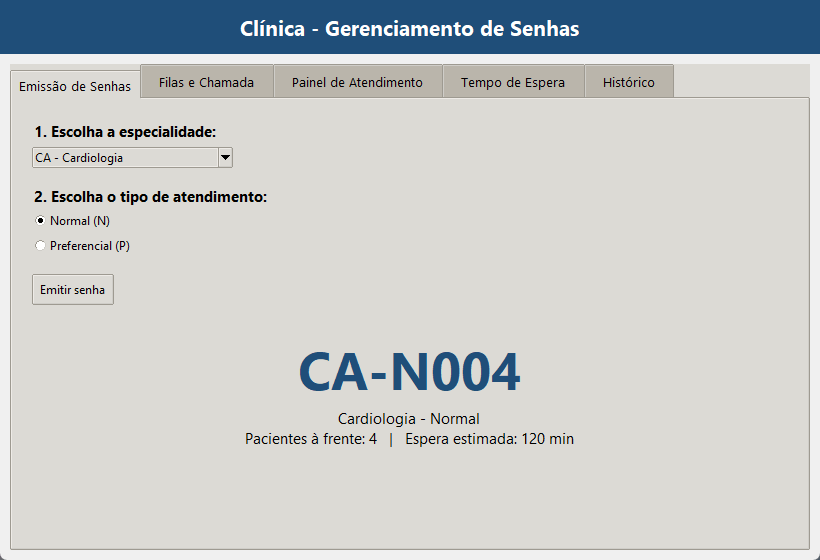 Clínica - Gerenciamento de Senhas
Emissão de Senhas
Filas e Chamada
Painel de Atendimento
Tempo de Espera
Histórico
1. Escolha a especialidade:
CA - Cardiologia
2. Escolha o tipo de atendimento:
Normal (N)
Preferencial (P)
Emitir senha
CA-N004
Cardiologia - Normal
Pacientes à frente: 4 | Espera estimada: 120 min